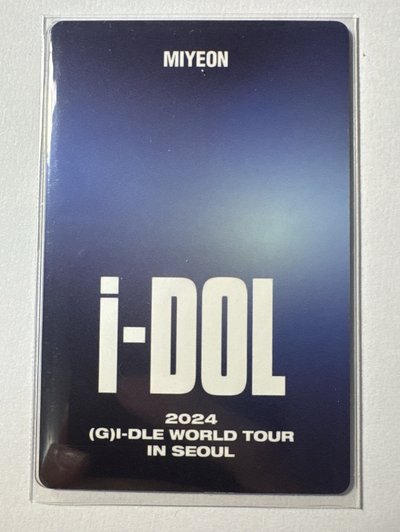 MIYEON
i-DOL
2024
(G)I-DLE WORLD TOUR
IN SEOUL